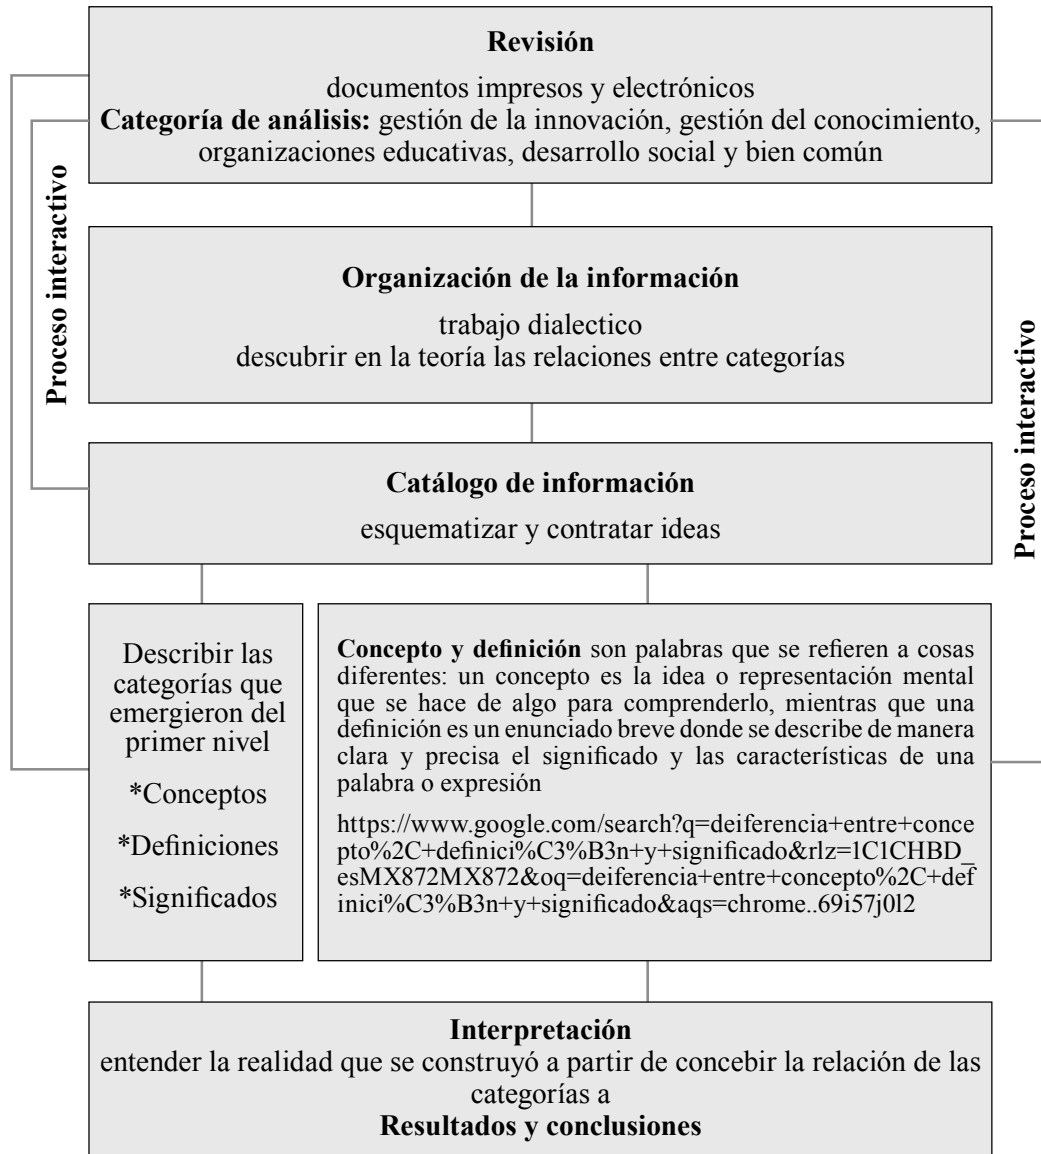 Revisión
documentos impresos y electrónicos
Categoría de análisis: gestión de la innovación, gestión del conocimiento,
organizaciones educativas, desarrollo social y bien común
Proceso interactivo
Organización de la información
trabajo dialectico
descubrir en la teoría las relaciones entre categorías
Proceso interactivo
Catálogo de información
esquematizar y contratar ideas
Describir las
categorías que
emergieron del
primer nivel
*Conceptos
*Definiciones
*Significados
Concepto y definición son palabras que se refieren a cosas
diferentes: un concepto es la idea o representación mental
que se hace de algo para comprenderlo, mientras que una
definición es un enunciado breve donde se describe de manera
clara y precisa el significado y las características de una
palabra o expresión
https://www.google.com/search?q=deiferencia+entre+conce
pto%2C+definici%C3%B3n+y+significado&rlz=1C1CHBD_
esMX872MX872&oq=deiferencia+entre+concepto%2C+def
inici%C3%B3n+y+significado&aqs=chrome..69i57j0l2
Interpretación
entender la realidad que se construyó a partir de concebir la relación de las
categorías a
Resultados y conclusiones